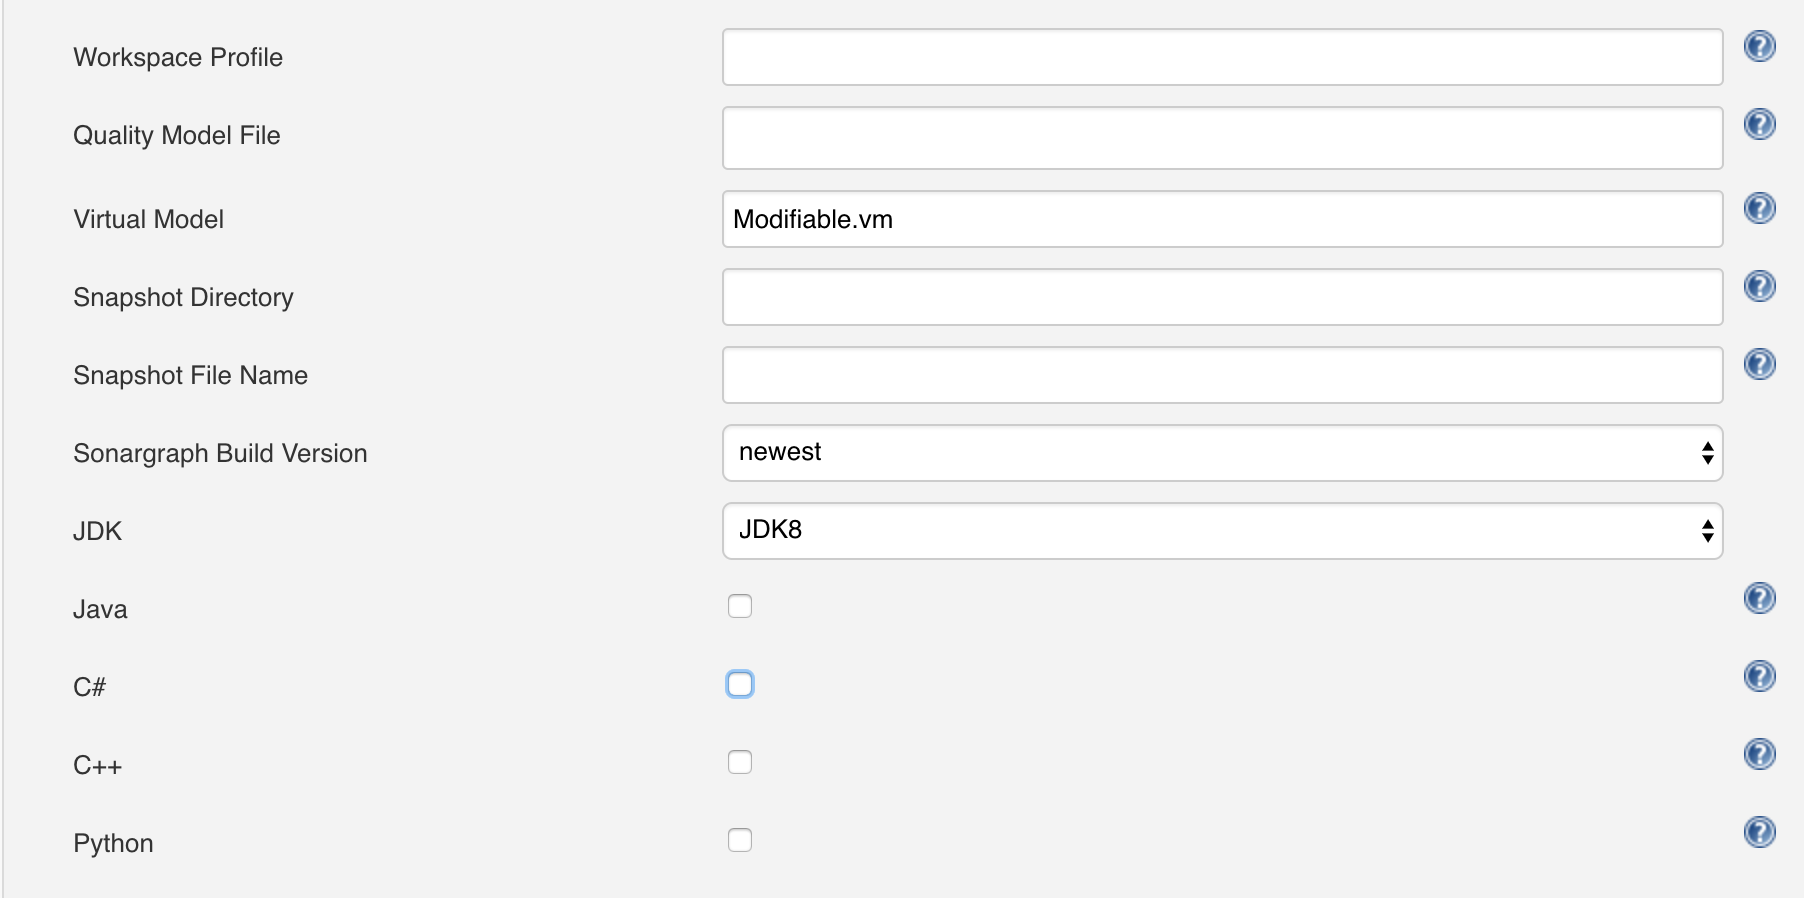 Workspace Profile
Quality Model File
Virtual Model
Modifiable.vm
Snapshot Directory
Snapshot File Name
Sonargraph Build Version
newest
JDK
JDK8
Java
C#
C++
Python